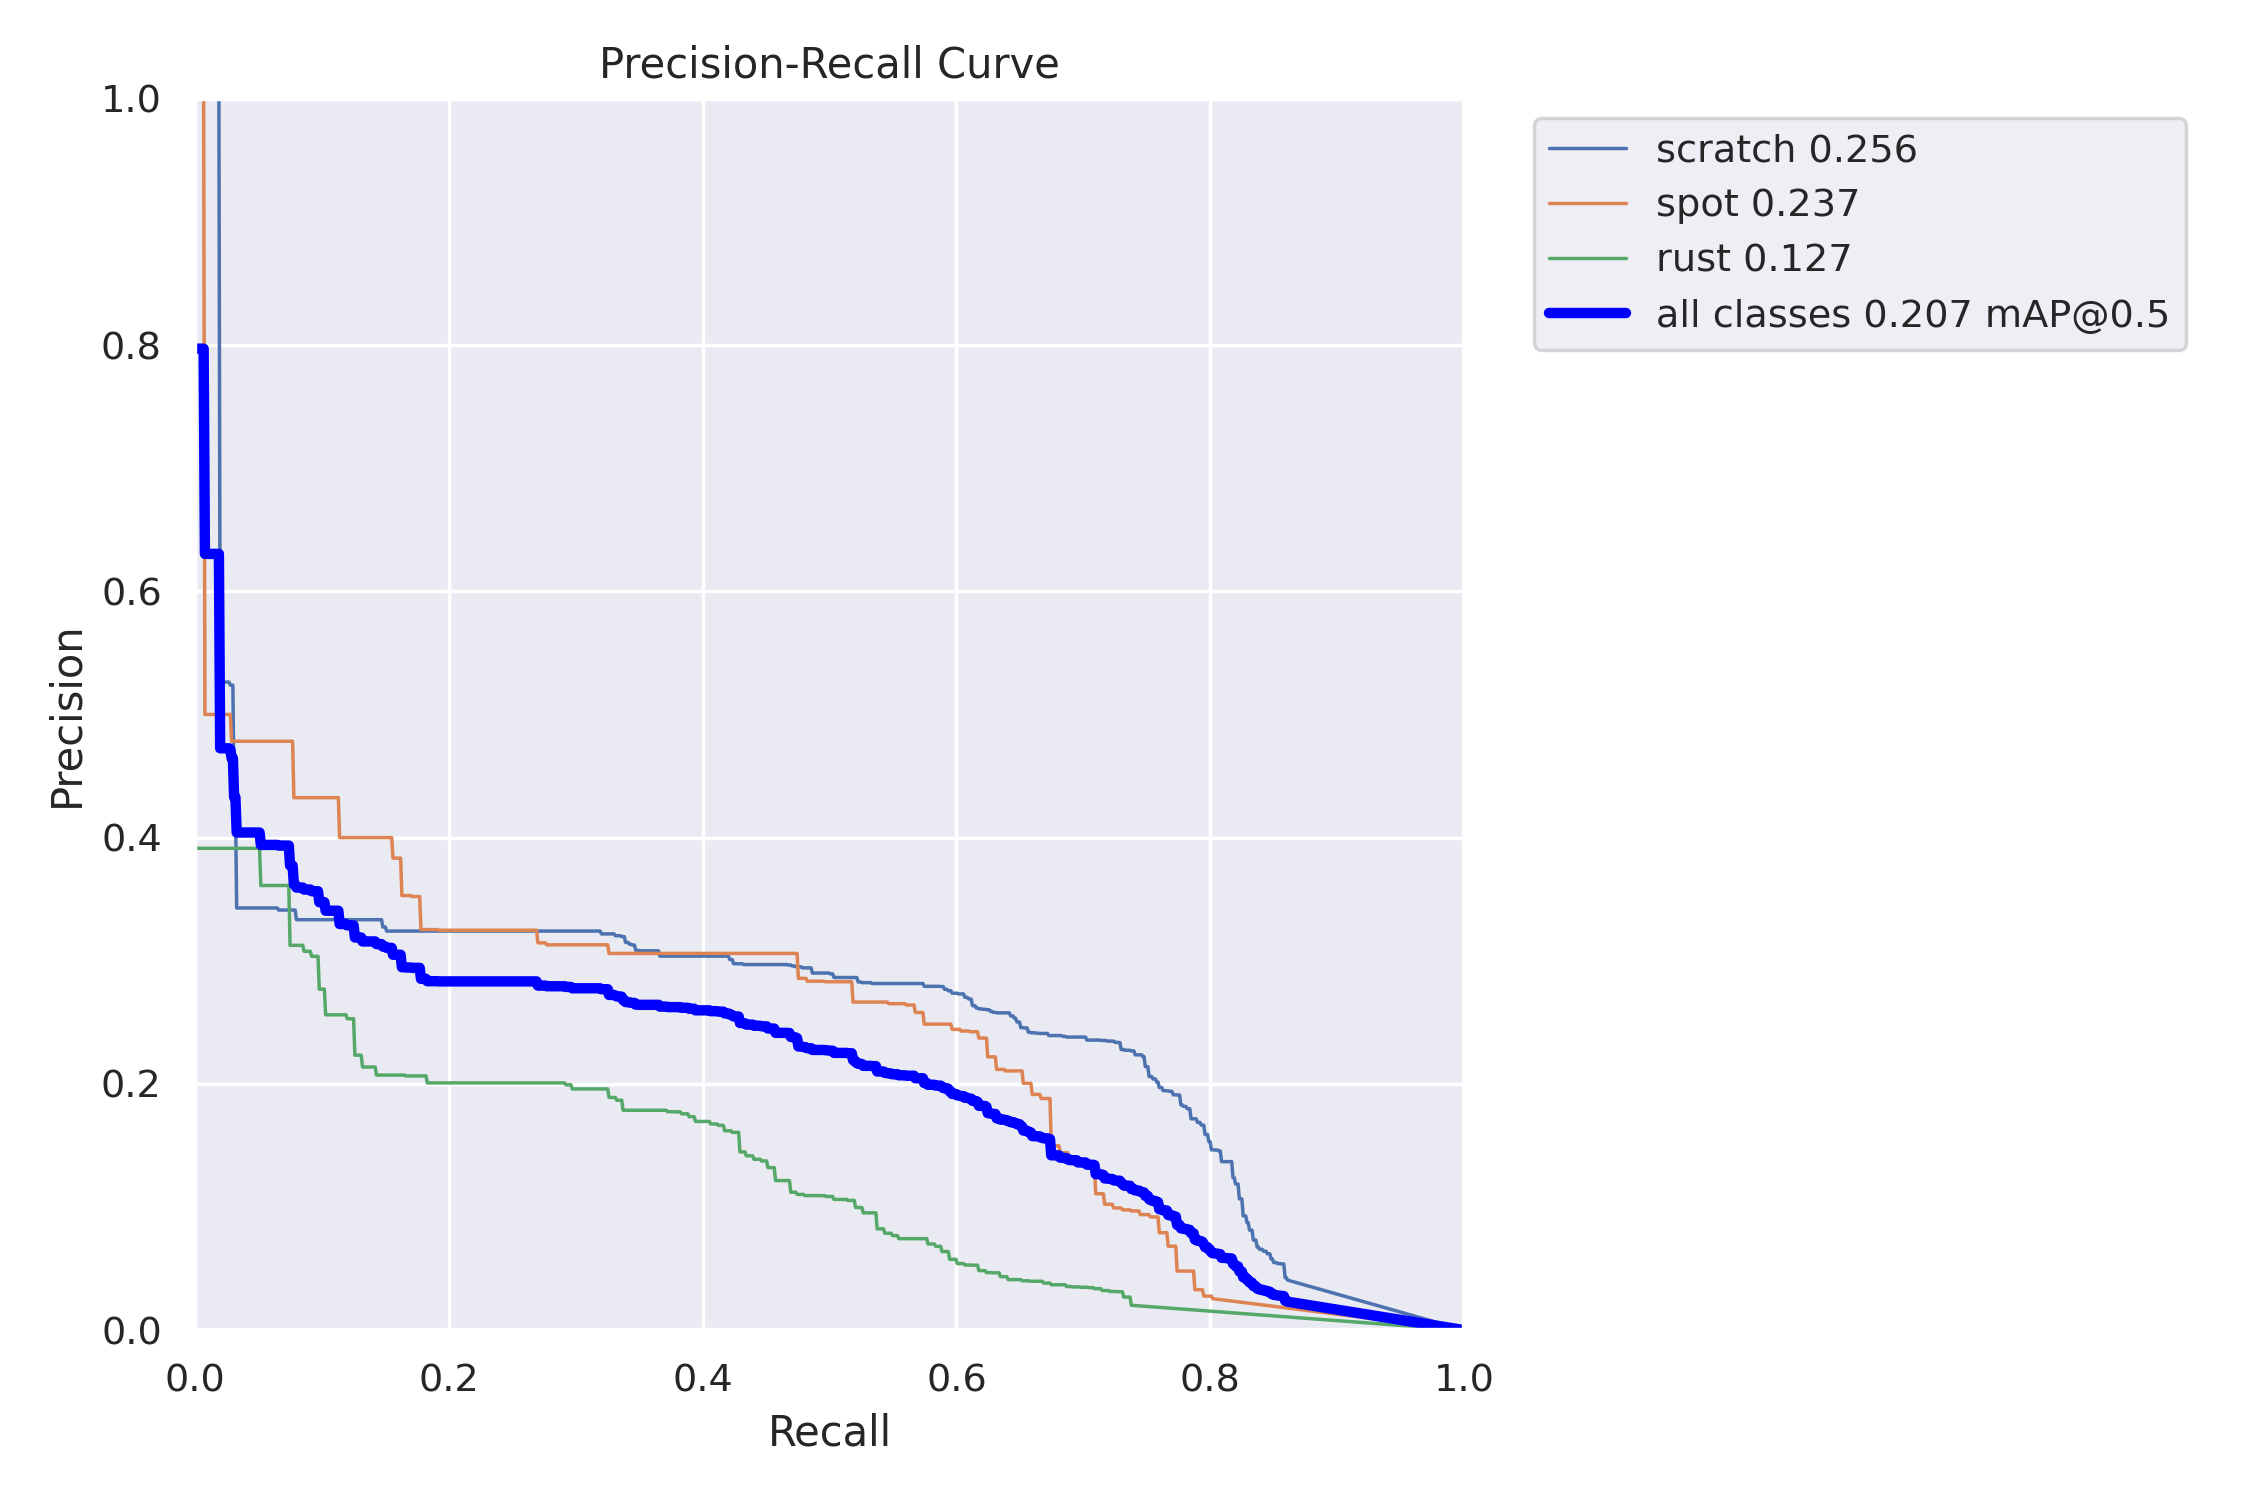 Precision-Recall Curve
1.0
0.8
0.6
0.4
0.2
0.0
Precision
0.0 0.2 0.4 0.6 0.8 1.0
Recall
scratch 0.256
spot 0.237
rust 0.127
all classes 0.207 mAP@0.5